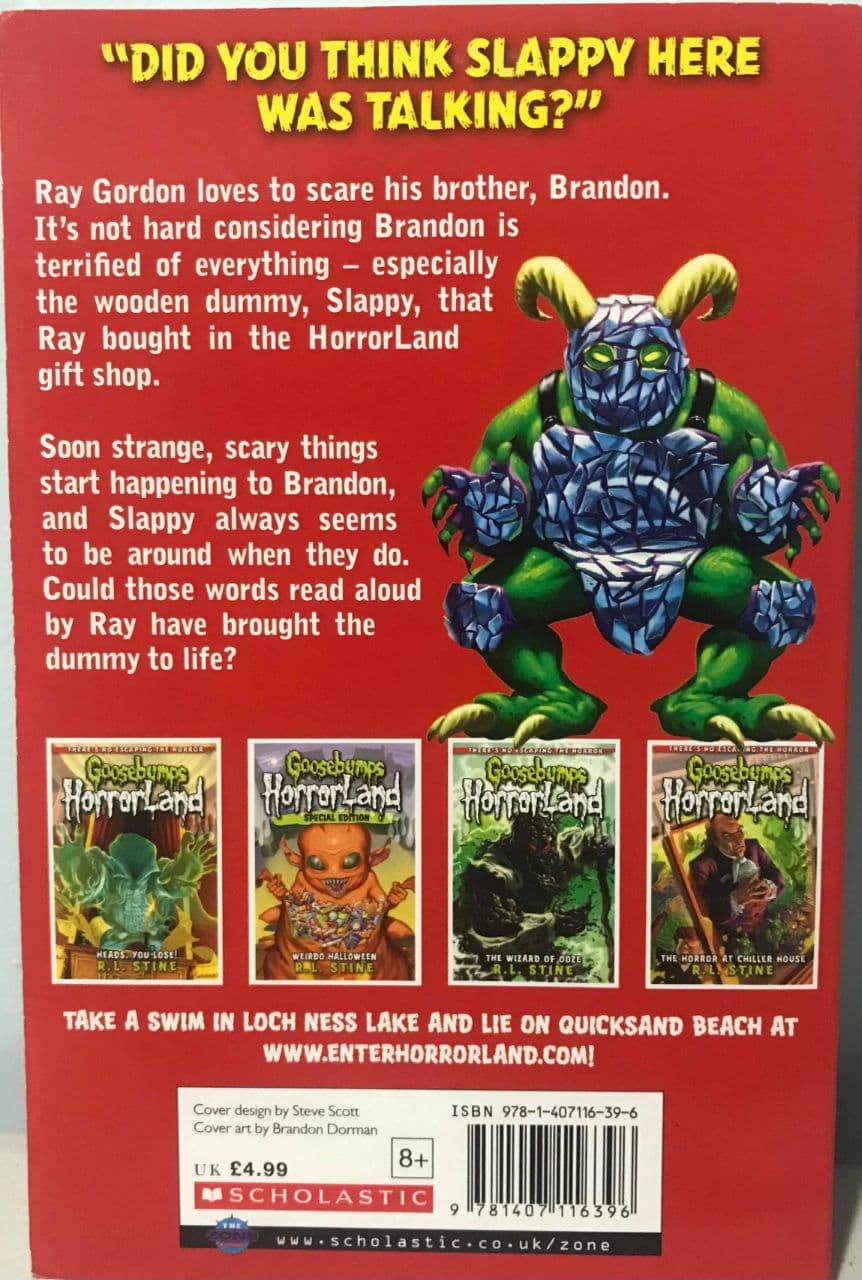 "DID YOU THINK SLAPPY HERE
WAS TALKING?"
Ray Gordon loves to scare his brother, Brandon.
It's not hard considering Brandon is
terrified of everything – especially
the wooden dummy, Slappy, that
Ray bought in the HorrorLand
gift shop.
Soon strange, scary things
start happening to Brandon,
and Slappy always seems
to be around when they do.
Could those words read aloud
by Ray have brought the
dummy to life?
THERE'S NO ESCAPING THE HORROR
Goosebumps
HorrorLand
HEADS, YOU LOSE!
R.L. STINE
Goosebumps
HorrorLand
SPECIAL EDITION
WEIRDO HALLOWEEN
R.L. STINE
THERE'S NO ESCAPING THE HORROR
Goosebumps
HorrorLand
THE WIZARD OF OOZE
R.L. STINE
THERE'S NO ESCAPING THE HORROR
Goosebumps
HorrorLand
THE HORROR AT CHILLER HOUSE
R.L. STINE
TAKE A SWIM IN LOCH NESS LAKE AND LIE ON QUICKSAND BEACH AT
WWW.ENTERHORRORLAND.COM!
Cover design by Steve Scott
Cover art by Brandon Dorman
8+
UK £4.99
SCHOLASTIC
ISBN 978-1-407116-39-6
9 781407 116396
THE
ZONE
www.scholastic.co.uk/zone